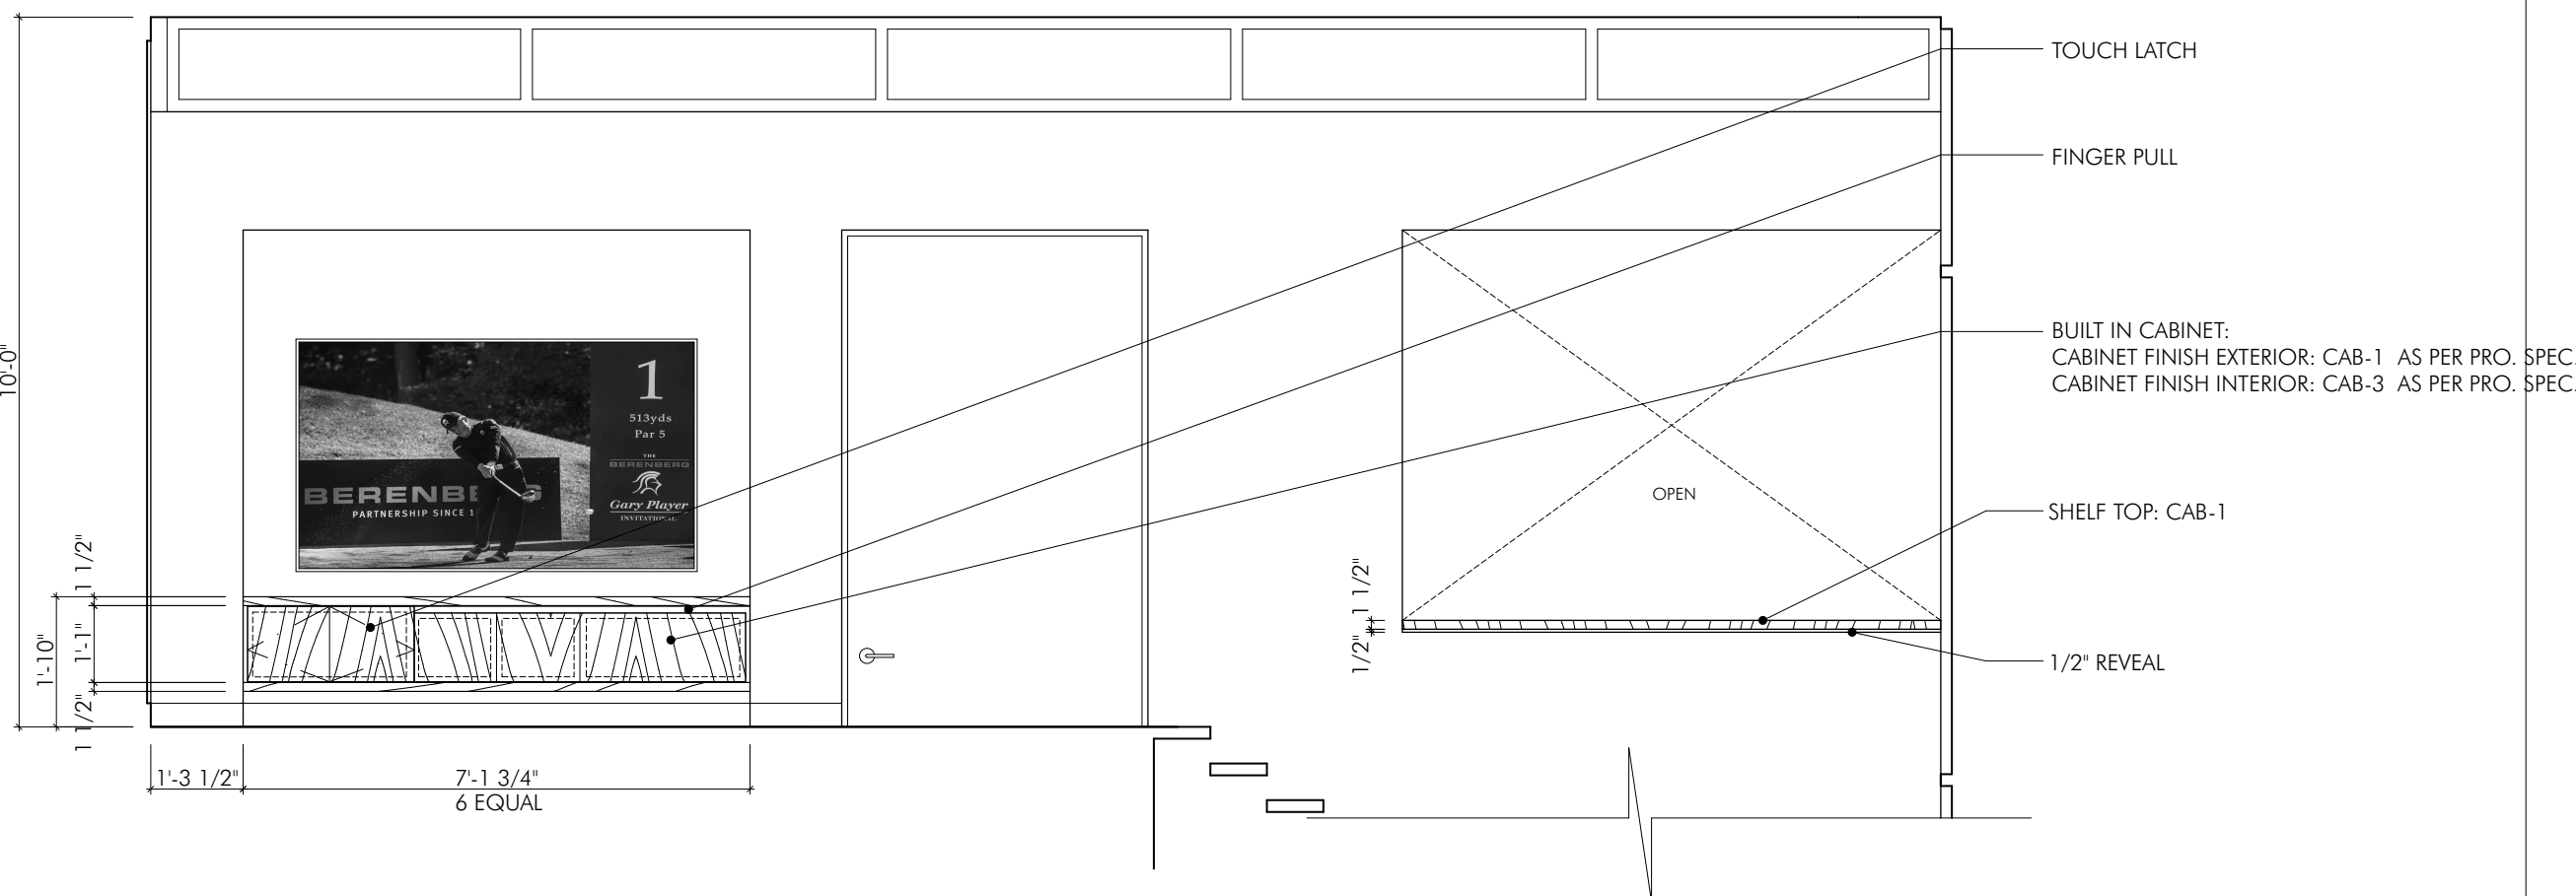 TOUCH LATCH
FINGER PULL
BUILT IN CABINET:
CABINET FINISH EXTERIOR: CAB-1 AS PER PRO. SPEC.
CABINET FINISH INTERIOR: CAB-3 AS PER PRO. SPEC.
SHELF TOP: CAB-1
1/2" REVEAL
OPEN
1 1/2"
1/2"
10'-0"
1'-10"
1 1/2"
1'-1"
1 1/2"
1'-3 1/2"
7'-1 3/4"
6 EQUAL
1
513yds
Par 5
THE
BERENBERG
Gary Player
INVITATIONAL
BERENBE G
PARTNERSHIP SINCE 1